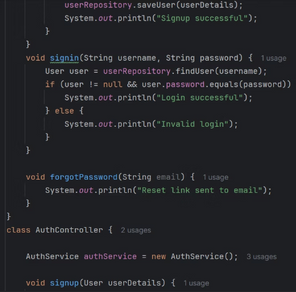 userRepository.saveUser(userDetails);
System.out.println("Signup successful");
}
}
void signin(String username, String password) { 1 usage
User user = userRepository.findUser(username);
if (user != null && user.password.equals(password))
System.out.println("Login successful");
} else {
System.out.println("Invalid login");
}
}
void forgotPassword(String email) { 1 usage
System.out.println("Reset link sent to email");
}
}
class AuthController { 2 usages
AuthService authService = new AuthService(); 3 usages
void signup(User userDetails) { 1 usage